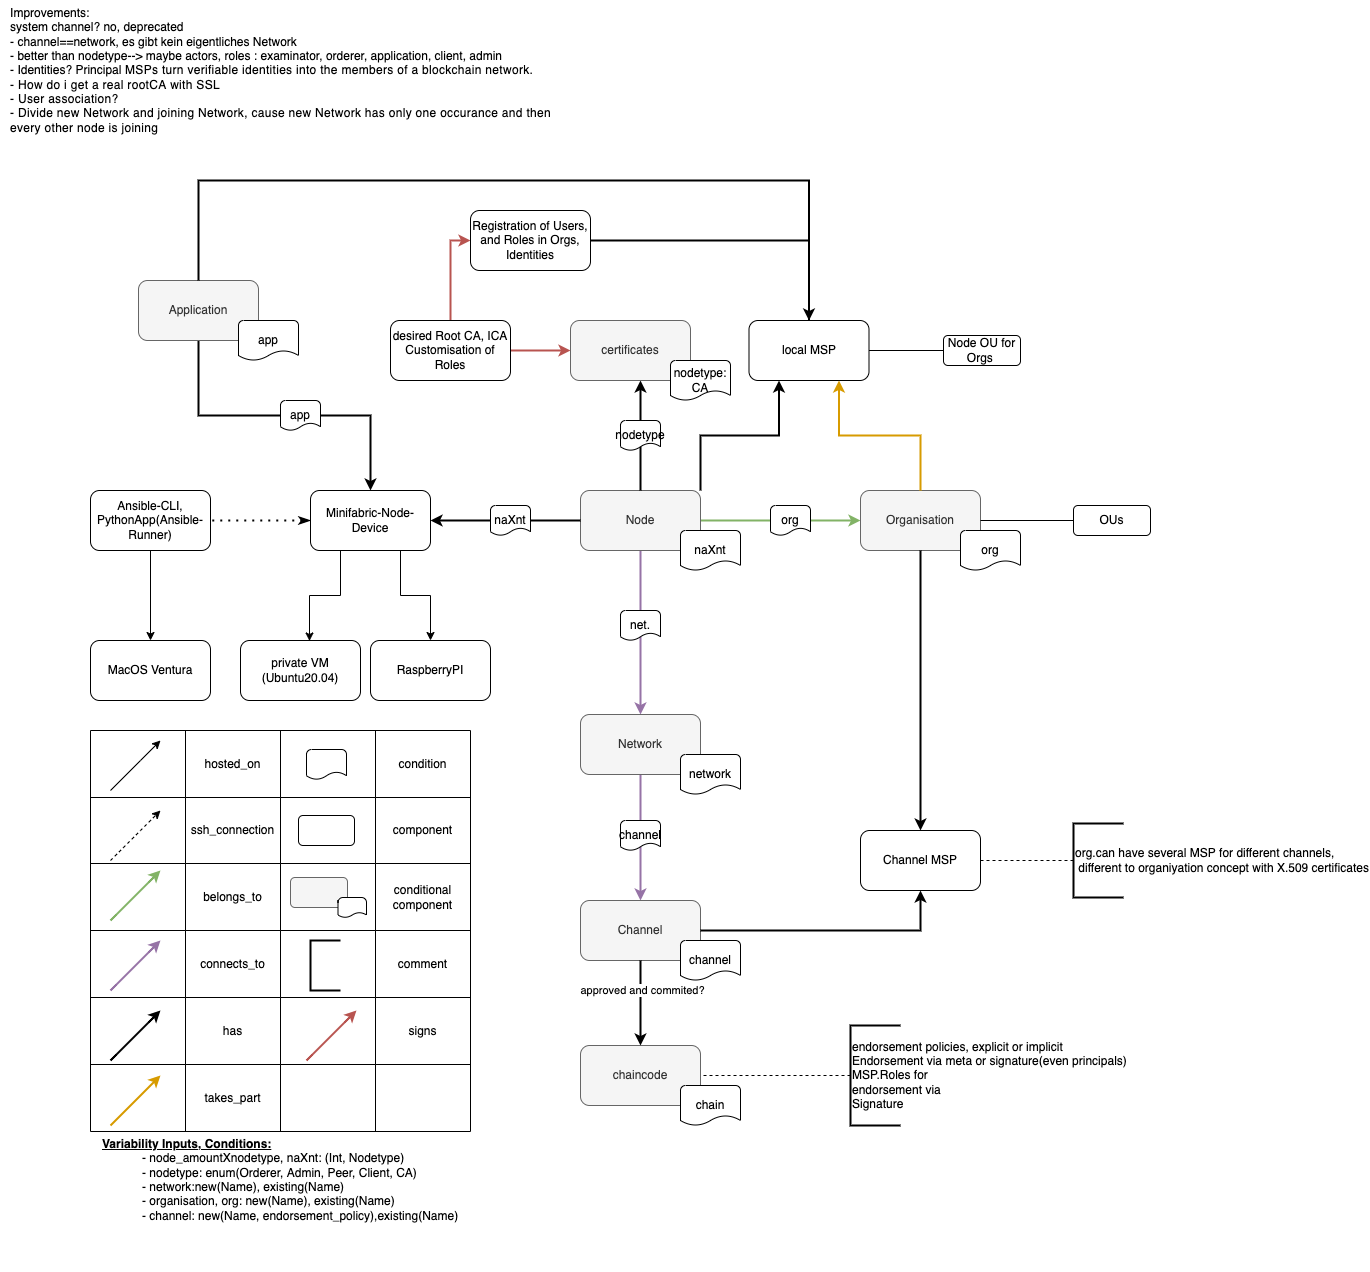 Improvements:
system channel? no, deprecated
- channel==network, es gibt kein eigentliches Network
- better than nodetype--> maybe actors, roles : examinator, orderer, application, client, admin
- Identities? Principal MSPs turn verifiable identities into the members of a blockchain network.
- How do i get a real rootCA with SSL
- User association?
- Divide new Network and joining Network, cause new Network has only one occurance and then
every other node is joining
Registration of Users,
and Roles in Orgs,
Identities
Application
app
desired Root CA, ICA
Customisation of
Roles
certificates
nodetype:
CA
local MSP
Node OU for
Orgs
app
nodetype
Ansible-CLI,
PythonApp(Ansible-
Runner)
Minifabric-Node-
Device
naXnt
Node
naXnt
org
Organisation
org
OUs
net.
MacOS Ventura
private VM
(Ubuntu20.04)
RaspberryPI
Network
network
channel
hosted_on
condition
ssh_connection
component
belongs_to
conditional
component
connects_to
comment
has
signs
takes_part
Channel MSP
org.can have several MSP for different channels,
different to organiyation concept with X.509 certificates
Channel
channel
approved and commited?
chaincode
chain
endorsement policies, explicit or implicit
Endorsement via meta or signature(even principals)
MSP.Roles for
endorsement via
Signature
Variability Inputs, Conditions:
- node_amountXnodetype, naXnt: (Int, Nodetype)
- nodetype: enum(Orderer, Admin, Peer, Client, CA)
- network:new(Name), existing(Name)
- organisation, org: new(Name), existing(Name)
- channel: new(Name, endorsement_policy),existing(Name)